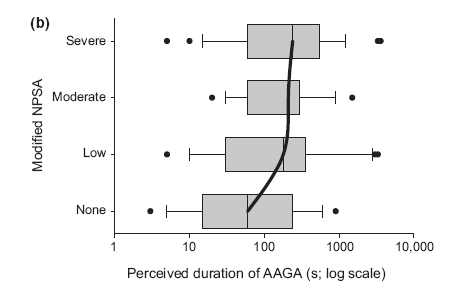 (b)
Severe
Moderate
Low
None
Modified NPSA
1
10
100
1000
10,000
Perceived duration of AAGA (s; log scale)